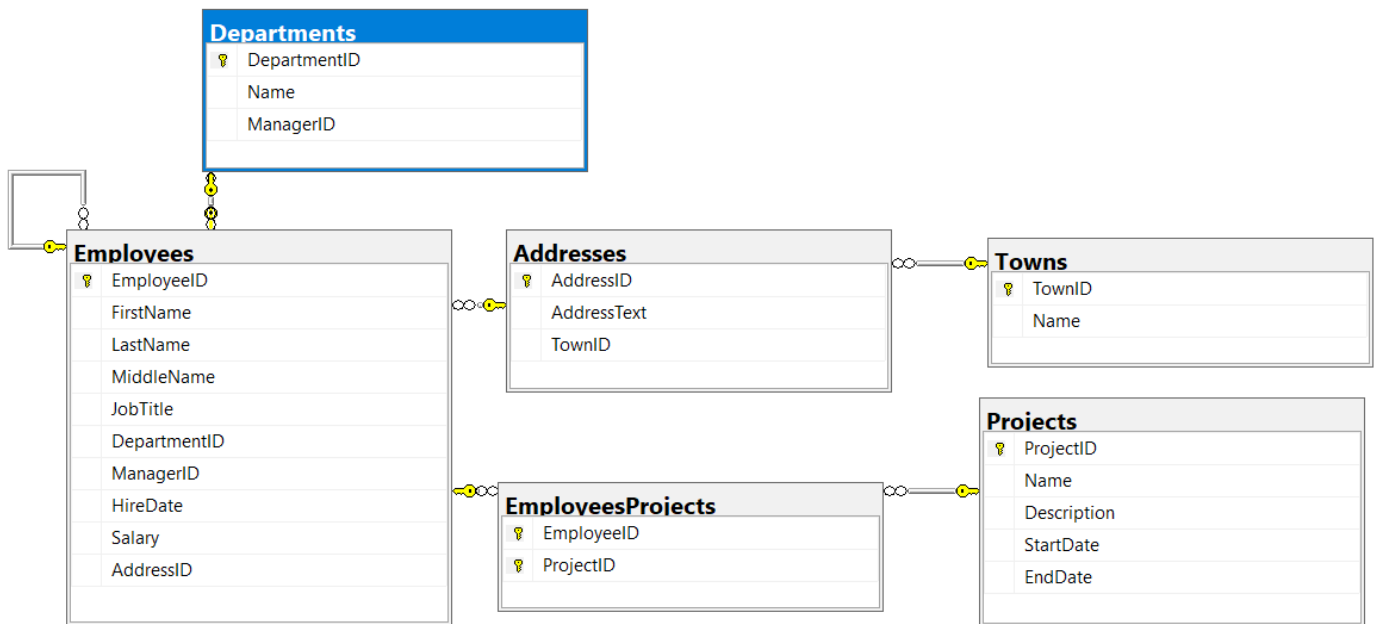 Departments
DepartmentID
Name
ManagerID
Employees
EmployeeID
FirstName
LastName
MiddleName
JobTitle
DepartmentID
ManagerID
HireDate
Salary
AddressID
Addresses
AddressID
AddressText
TownID
Towns
TownID
Name
EmployeesProjects
EmployeeID
ProjectID
Projects
ProjectID
Name
Description
StartDate
EndDate